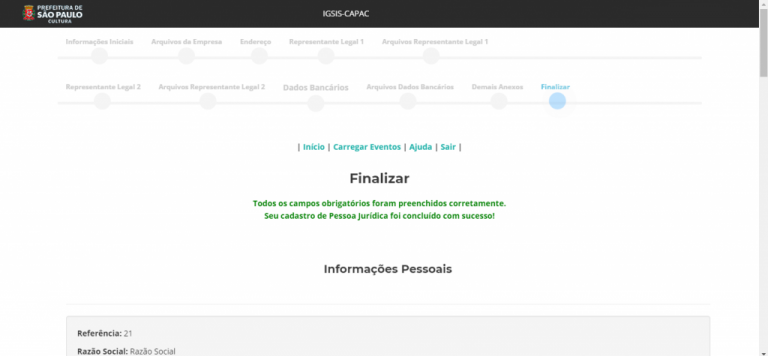 PREFEITURA DE
SÃO PAULO
CULTURA
IGSIS-CAPAC
Informações Iniciais
Arquivos da Empresa
Endereço
Representante Legal 1
Arquivos Representante Legal 1
Representante Legal 2
Arquivos Representante Legal 2
Dados Bancários
Arquivos Dados Bancários
Demais Anexos
Finalizar
| Início | Carregar Eventos | Ajuda | Sair |
Finalizar
Todos os campos obrigatórios foram preenchidos corretamente.
Seu cadastro de Pessoa Jurídica foi concluído com sucesso!
Informações Pessoais
Referência: 21
Razão Social: Razão Social